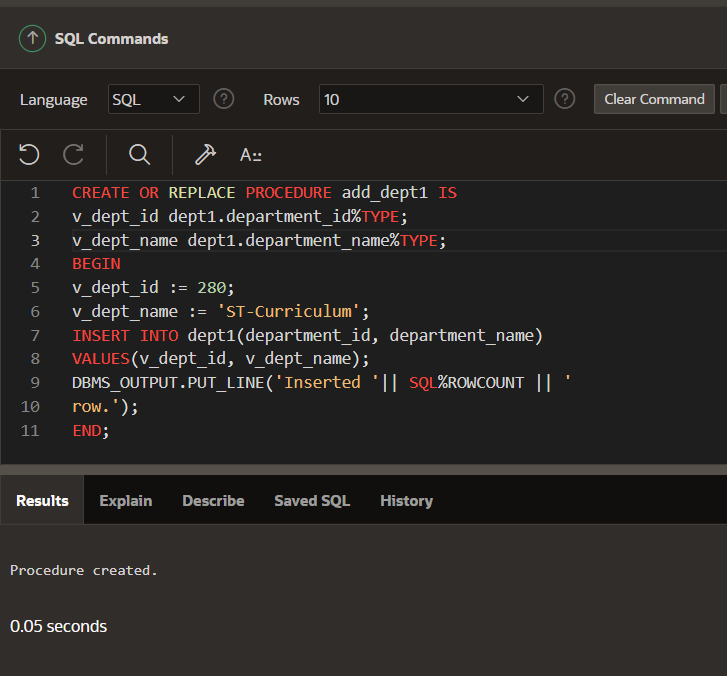 SQL Commands
Language SQL Rows 10 Clear Command
A::
1 CREATE OR REPLACE PROCEDURE add_dept1 IS
2 v_dept_id dept1.department_id%TYPE;
3 v_dept_name dept1.department_name%TYPE;
4 BEGIN
5 v_dept_id := 280;
6 v_dept_name := 'ST-Curriculum';
7 INSERT INTO dept1(department_id, department_name)
8 VALUES(v_dept_id, v_dept_name);
9 DBMS_OUTPUT.PUT_LINE('Inserted '|| SQL%ROWCOUNT || '
10 row.');
11 END;
Results Explain Describe Saved SQL History
Procedure created.
0.05 seconds